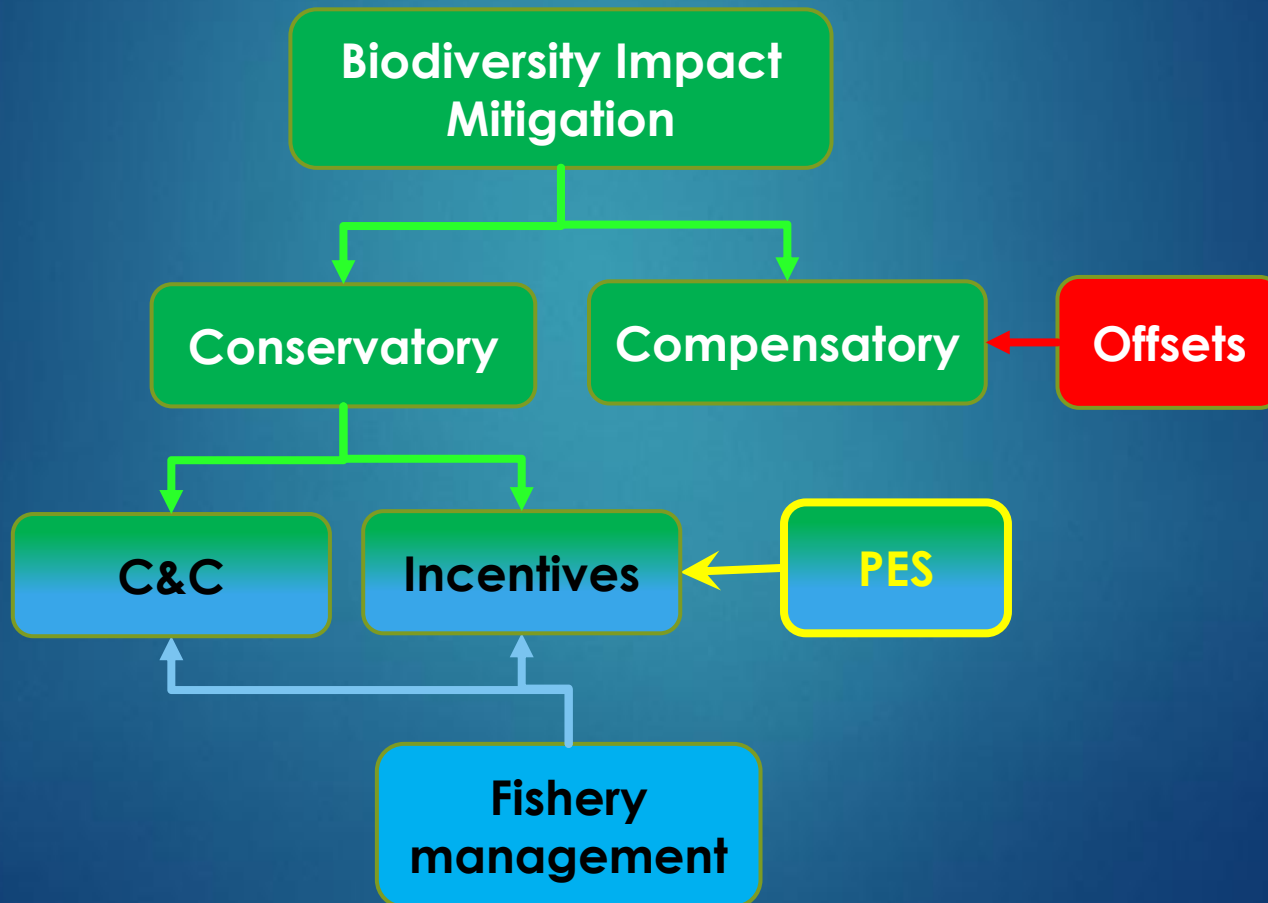 Biodiversity Impact
Mitigation
Conservatory
Compensatory
Offsets
C&C
Incentives
PES
Fishery
management